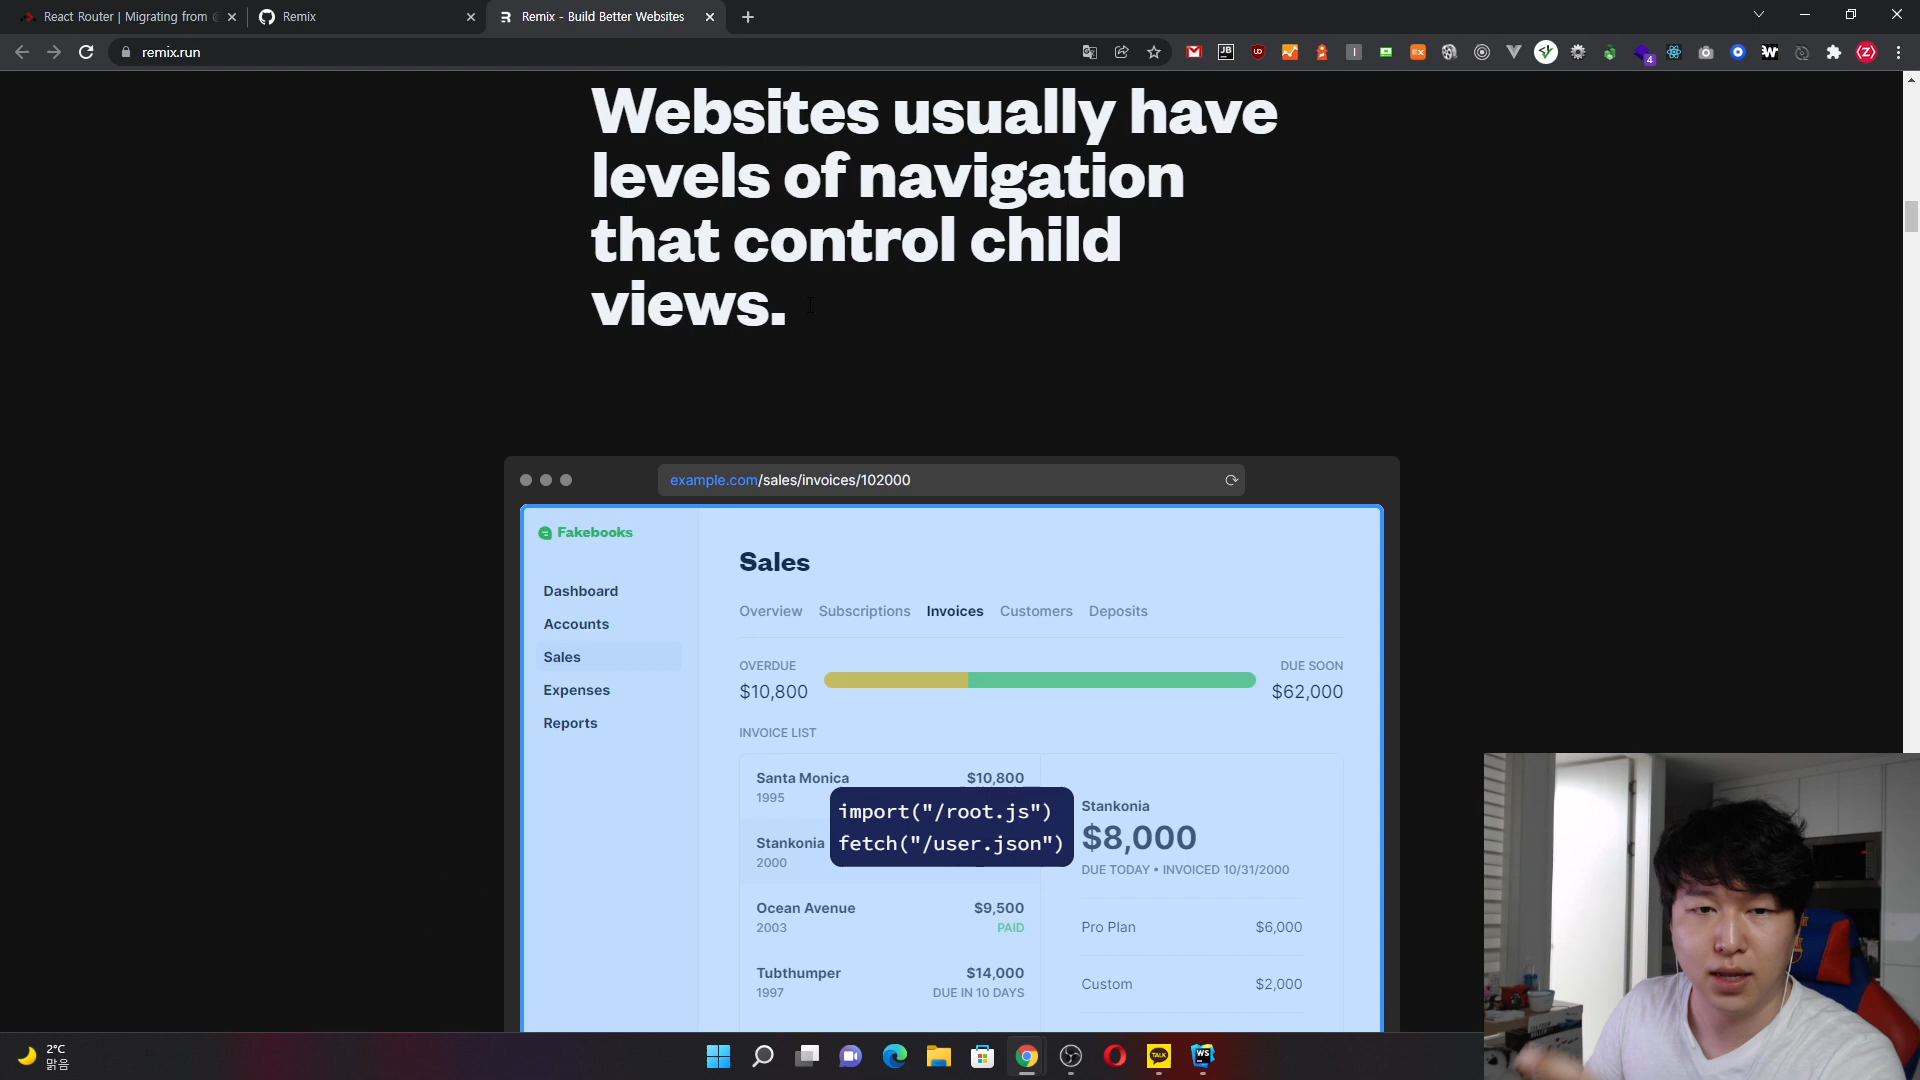 React Router | Migrating from
Remix
Remix - Build Better Websites
remix.run
4
Websites usually have
levels of navigation
that control child
views.
example.com/sales/invoices/102000
Fakebooks
Dashboard
Accounts
Sales
Expenses
Reports
Sales
Overview
Subscriptions
Invoices
Customers
Deposits
OVERDUE
$10,800
DUE SOON
$62,000
INVOICE LIST
Santa Monica
$10,800
1995
Stankonia
2000
import("/root.js")
fetch("/user.json")
Ocean Avenue
$9,500
2003
PAID
Tubthumper
$14,000
1997
DUE IN 10 DAYS
Stankonia
$8,000
DUE TODAY • INVOICED 10/31/2000
Pro Plan
$6,000
Custom
$2,000
2°C
맑음
TALK
WS